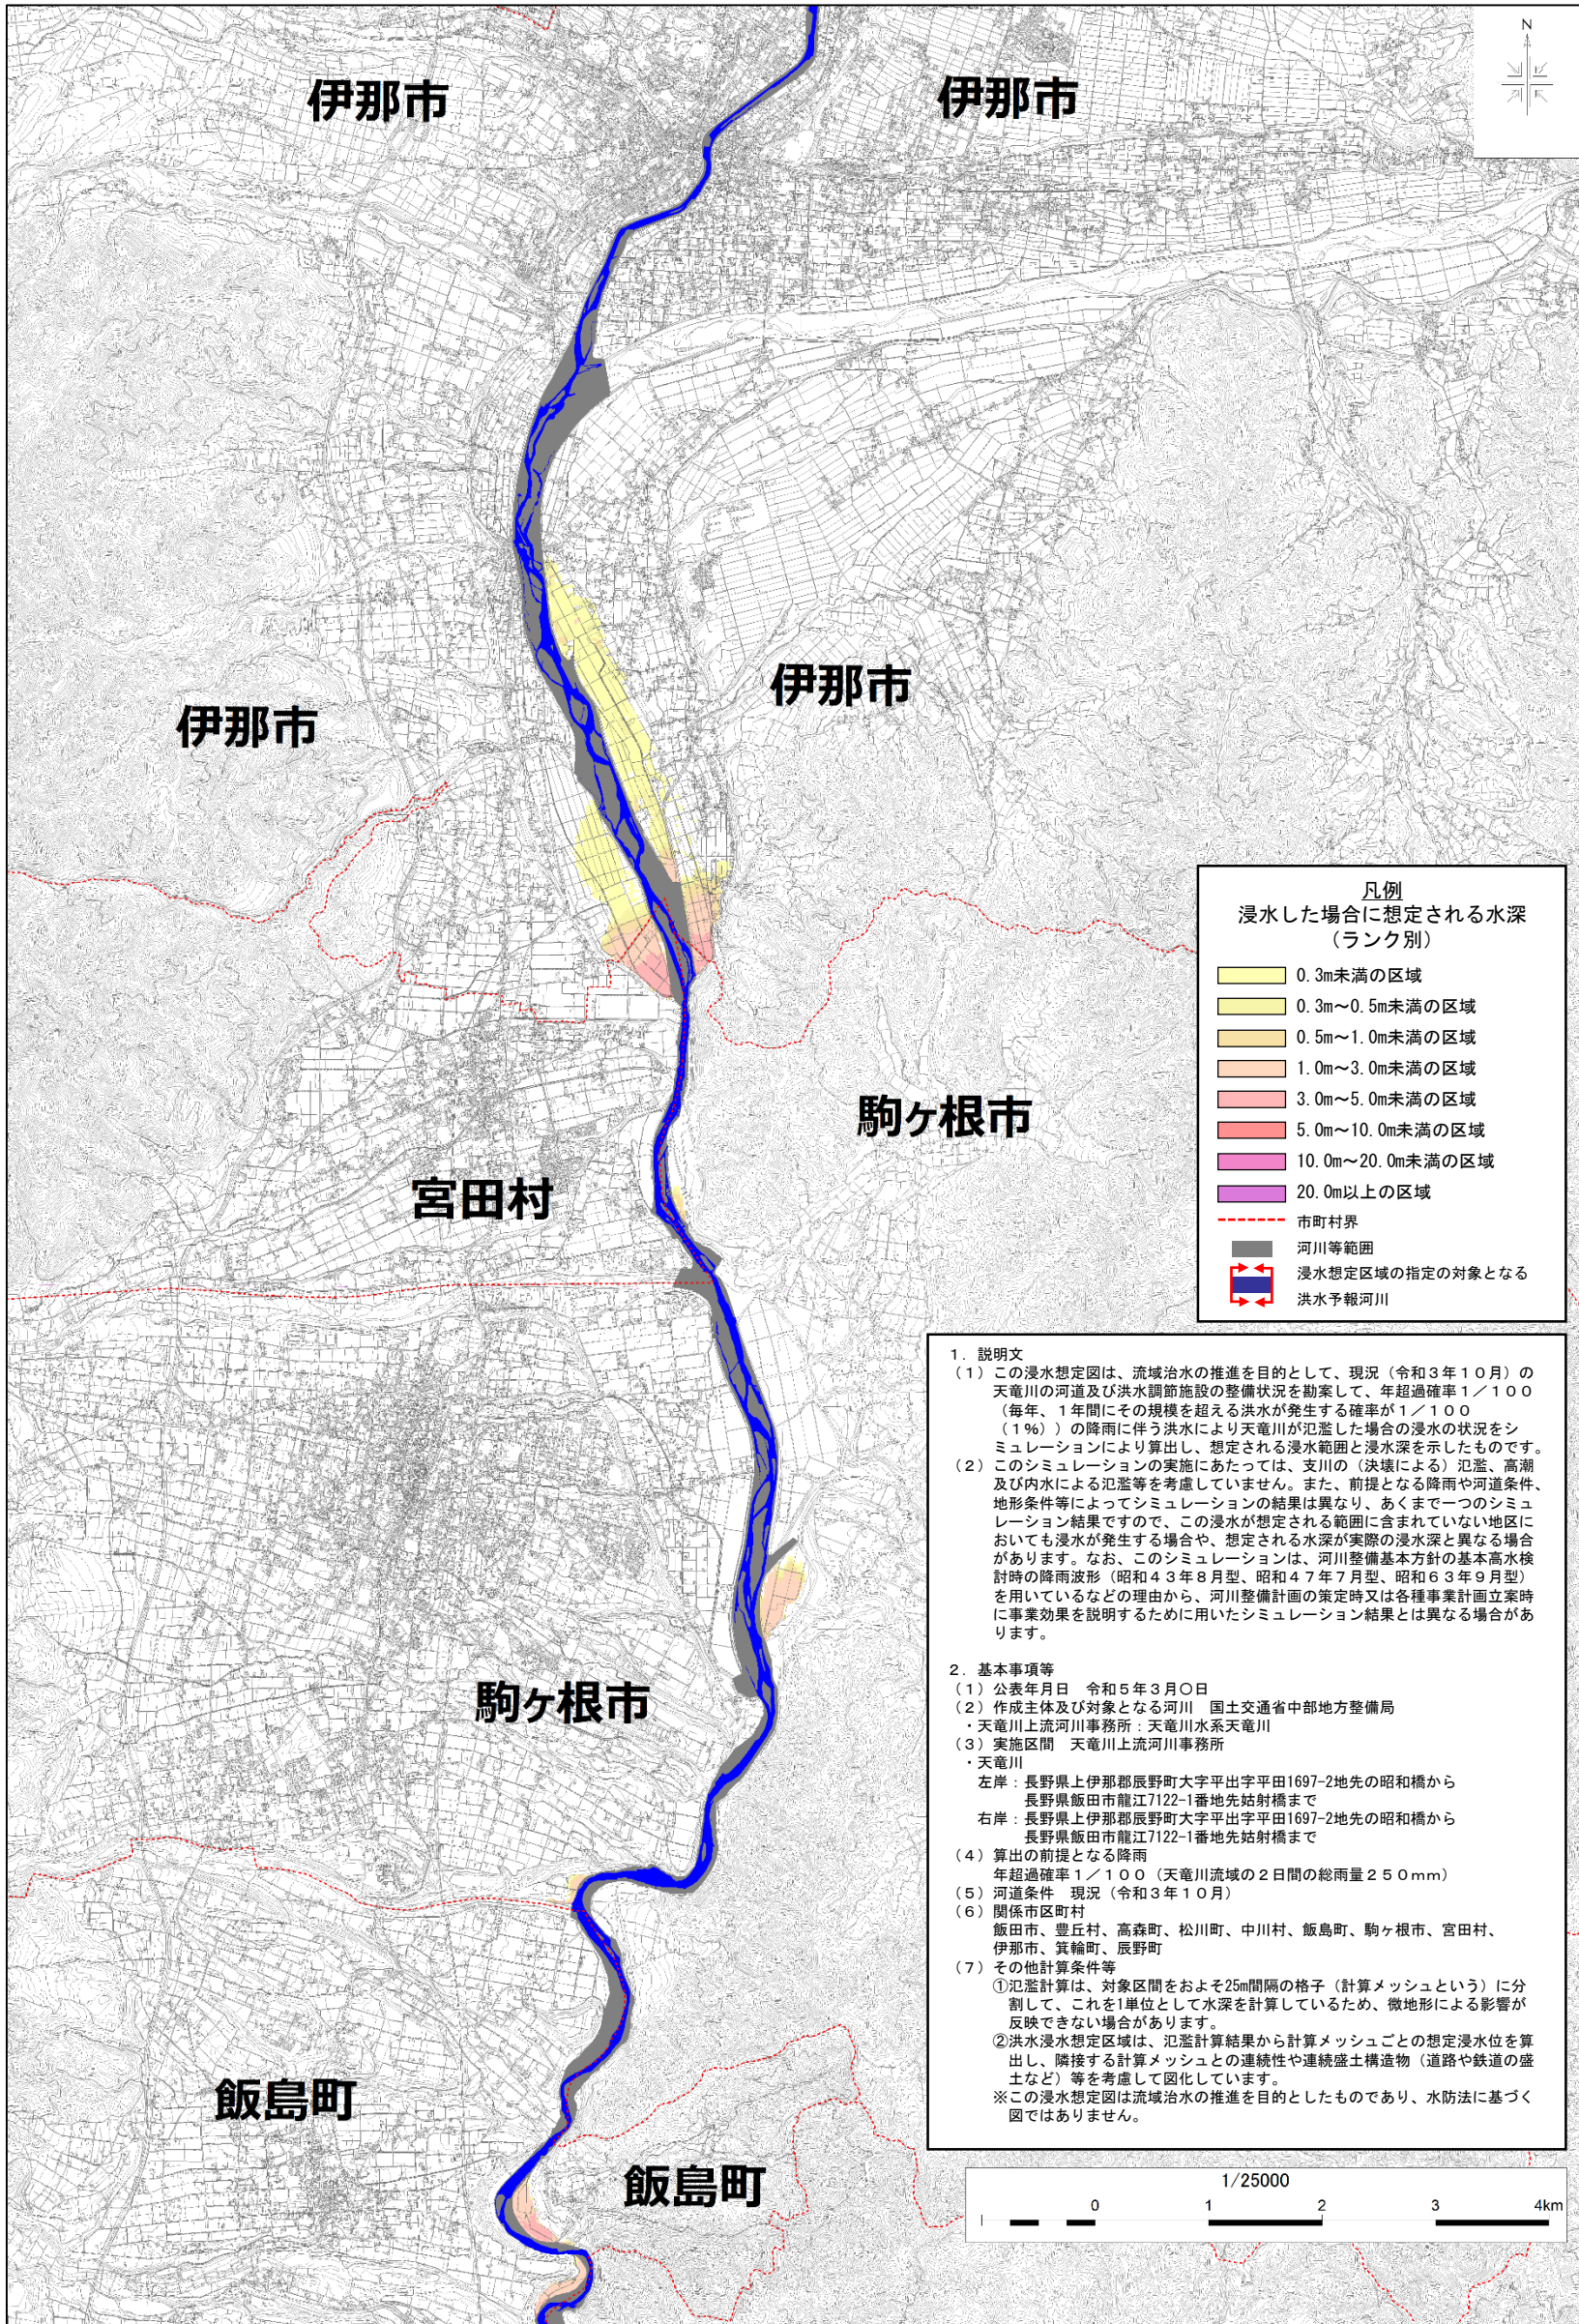 伊那市
伊那市
N
伊那市
伊那市
凡例
浸水した場合に想定される水深
（ランク別）
0.3m未満の区域
0.3m～0.5m未満の区域
0.5m～1.0m未満の区域
1.0m～3.0m未満の区域
3.0m～5.0m未満の区域
5.0m～10.0m未満の区域
10.0m～20.0m未満の区域
20.0m以上の区域
市町村界
河川等範囲
浸水想定区域の指定の対象となる
洪水予報河川
駒ヶ根市
宮田村
駒ヶ根市
飯島町
飯島町
1．説明文
（1）この浸水想定図は、流域治水の推進を目的として、現況（令和３年１０月）の
天竜川の河道及び洪水調節施設の整備状況を勘案して、年超過確率１／１００
（毎年、１年間にその規模を超える洪水が発生する確率が１／１００
（１％））の降雨に伴う洪水により天竜川が氾濫した場合の浸水の状況をシ
ミュレーションにより算出し、想定される浸水範囲と浸水深を示したものです。
（2）このシミュレーションの実施にあたっては、支川の（決壊による）氾濫、高潮
及び内水による氾濫等を考慮していません。また、前提となる降雨や河道条件、
地形条件等によってシミュレーションの結果は異なり、あくまで一つのシミュ
レーション結果ですので、この浸水が想定される範囲に含まれていない地区に
おいても浸水が発生する場合や、想定される水深が実際の浸水深と異なる場合
があります。なお、このシミュレーションは、河川整備基本方針の基本高水検
討時の降雨波形（昭和４３年８月型、昭和４７年７月型、昭和６３年９月型）
を用いているなどの理由から、河川整備計画の策定時又は各種事業計画立案時
に事業効果を説明するために用いたシミュレーション結果とは異なる場合があ
ります。
2．基本事項等
（1）公表年月日　令和５年３月〇日
（2）作成主体及び対象となる河川　国土交通省中部地方整備局
・天竜川上流河川事務所：天竜川水系天竜川
（3）実施区間　天竜川上流河川事務所
・天竜川
左岸：長野県上伊那郡辰野町大字平出字平田1697-2地先の昭和橋から
長野県飯田市龍江7122-1番地先姑射橋まで
右岸：長野県上伊那郡辰野町大字平出字平田1697-2地先の昭和橋から
長野県飯田市龍江7122-1番地先姑射橋まで
（4）算出の前提となる降雨
年超過確率１／１００（天竜川流域の２日間の総雨量２５０ｍｍ）
（5）河道条件　現況（令和３年１０月）
（6）関係市区町村
飯田市、豊丘村、高森町、松川町、中川村、飯島町、駒ヶ根市、宮田村、
伊那市、箕輪町、辰野町
（7）その他計算条件等
①氾濫計算は、対象区間をおよそ25m間隔の格子（計算メッシュという）に分
割して、これを1単位として水深を計算しているため、微地形による影響が
反映できない場合があります。
②洪水浸水想定区域は、氾濫計算結果から計算メッシュごとの想定浸水位を算
出し、隣接する計算メッシュとの連続性や連続盛土構造物（道路や鉄道の盛
土など）等を考慮して図化しています。
※この浸水想定図は流域治水の推進を目的としたものであり、水防法に基づく
図ではありません。
1/25000
0 1 2 3 4km